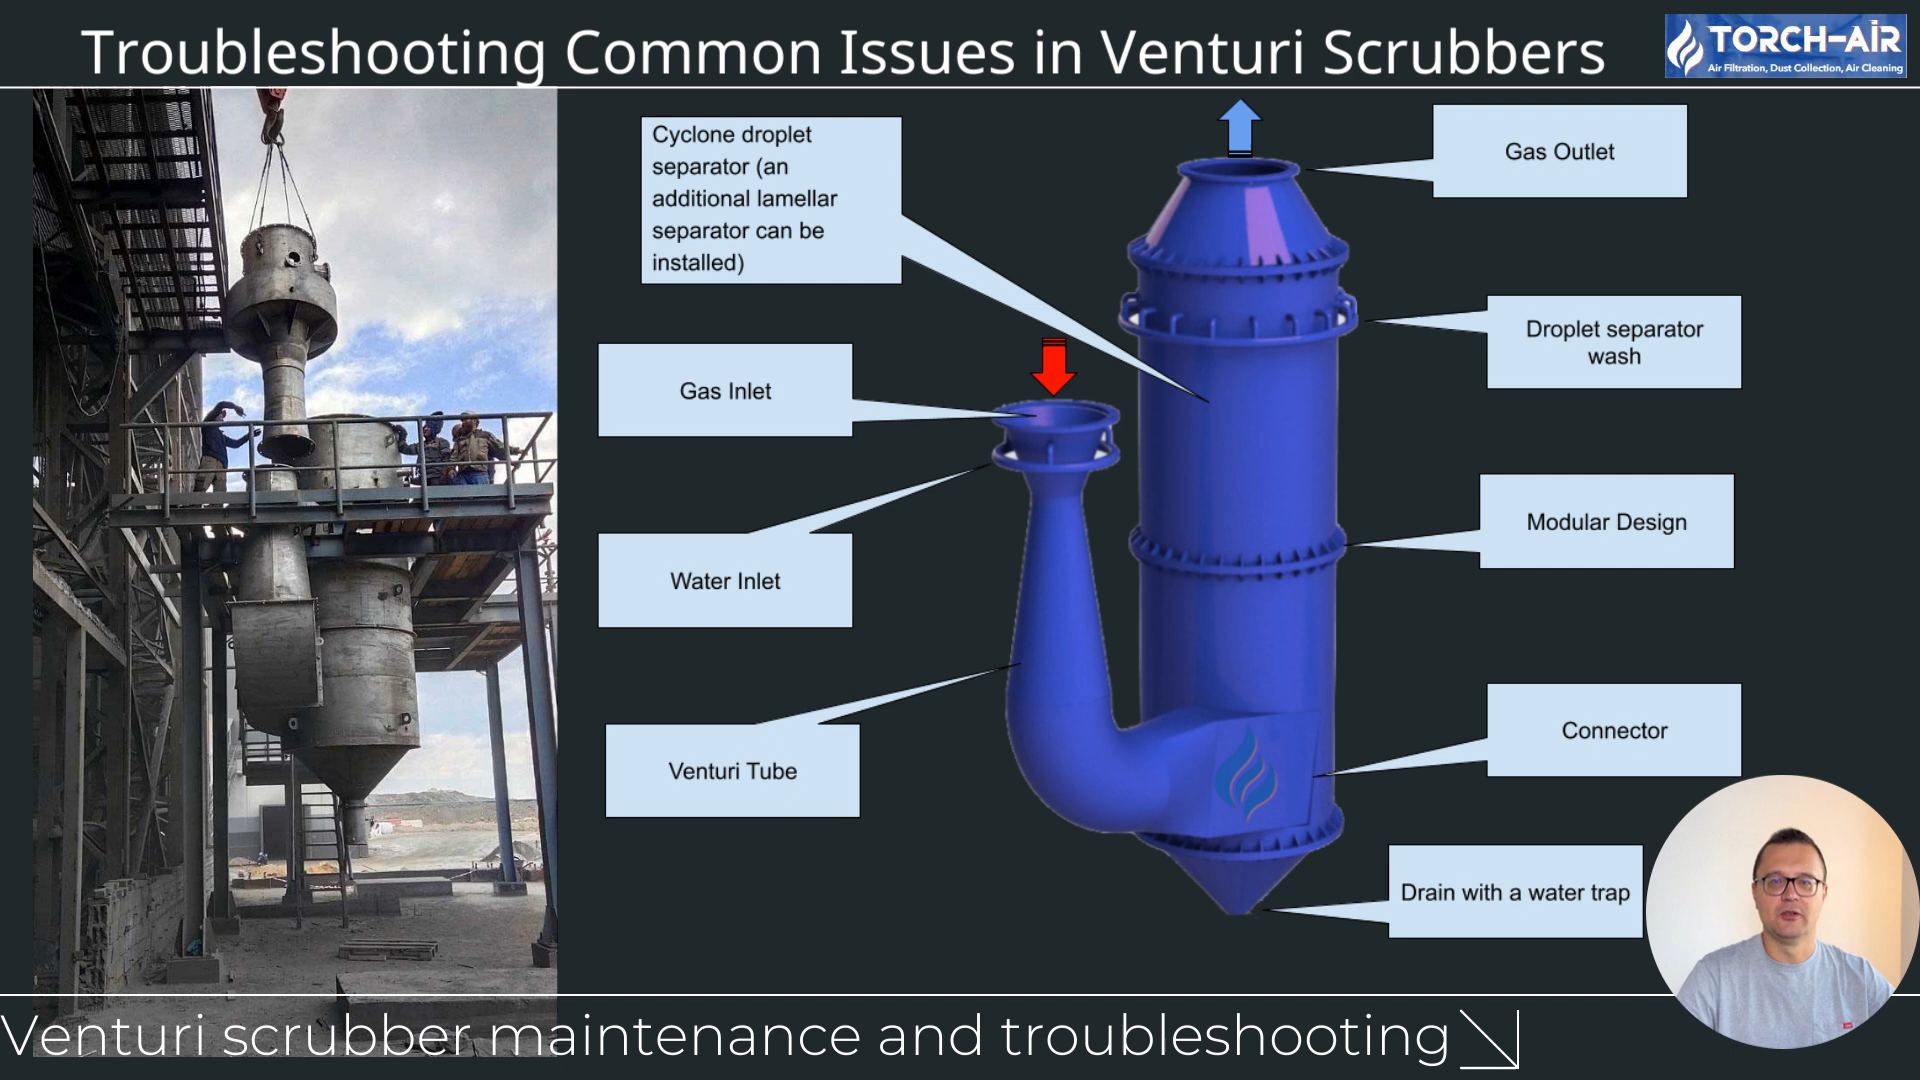 Troubleshooting Common Issues in Venturi Scrubbers
TORCH-AIR
Air Filtration, Dust Collection, Air Cleaning
Cyclone droplet
separator (an
additional lamellar
separator can be
installed)
Gas Outlet
Droplet separator
wash
Gas Inlet
Modular Design
Water Inlet
Connector
Venturi Tube
Drain with a water trap
Venturi scrubber maintenance and troubleshooting